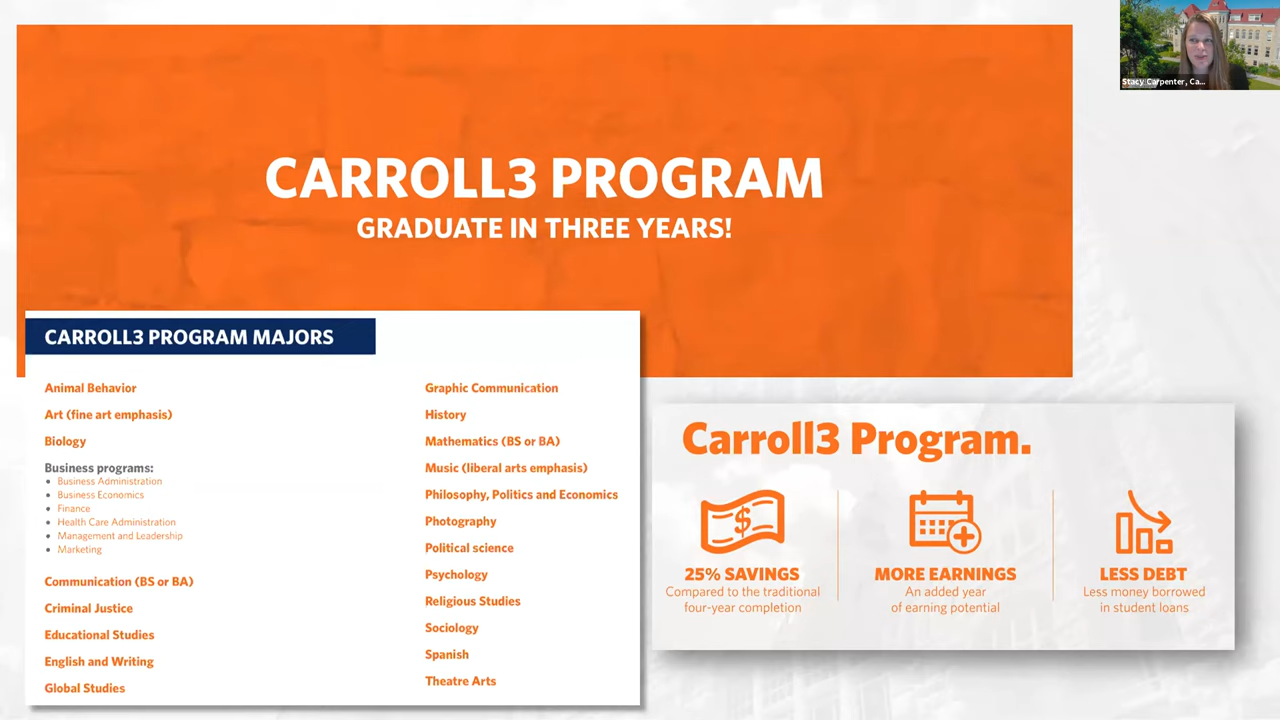 Stacy Carpenter, Ca...
CARROLL3 PROGRAM
GRADUATE IN THREE YEARS!
CARROLL3 PROGRAM MAJORS
Animal Behavior
Art (fine art emphasis)
Biology
Business programs:
• Business Administration
• Business Economics
• Finance
• Health Care Administration
• Management and Leadership
• Marketing
Communication (BS or BA)
Criminal Justice
Educational Studies
English and Writing
Global Studies
Graphic Communication
History
Mathematics (BS or BA)
Music (liberal arts emphasis)
Philosophy, Politics and Economics
Photography
Political science
Psychology
Religious Studies
Sociology
Spanish
Theatre Arts
Carroll3 Program.
$
25% SAVINGS
Compared to the traditional
four-year completion
MORE EARNINGS
An added year
of earning potential
LESS DEBT
Less money borrowed
in student loans